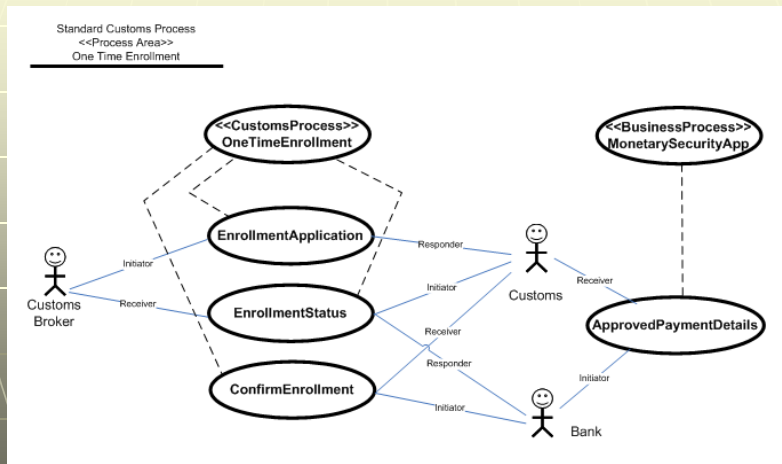 Standard Customs Process
<<Process Area>>
One Time Enrollment
<<CustomsProcess>>
OneTimeEnrollment
<<BusinessProcess>>
MonetarySecurityApp
EnrollmentApplication
Responder
Initiator
Customs
Broker
Receiver
EnrollmentStatus
Initiator
Customs
Receiver
ApprovedPaymentDetails
Receiver
Responder
ConfirmEnrollment
Initiator
Initiator
Bank